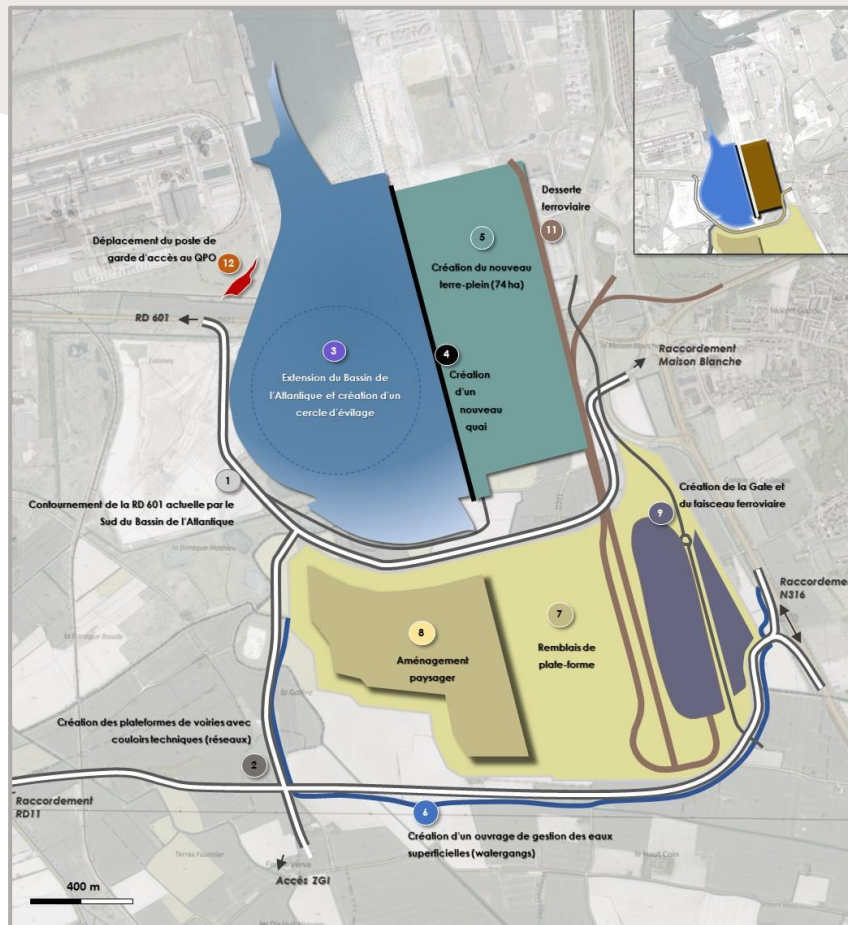 Desserte
ferroviaire
11
5
Création du nouveau
terre-plein (74 ha)
Déplacement du poste de
garde d'accès au QPO
12
RD 601
3
Extension du Bassin de
l'Atlantique et création d'un
cercle d'évitage
4
Création
d'un
nouveau
quai
Raccordement
Maison Blanche
1
Contournement de la RD 601 actuelle par le
Sud du Bassin de l'Atlantique
Création de la Gate et
du faisceau ferroviaire
9
Raccordement
N316
8
Aménagement
paysager
7
Remblais de
plate-forme
Création des plateformes de voiries avec
couloirs techniques (réseaux)
2
Raccordement
RD11
6
Création d'un ouvrage de gestion des eaux
superficielles (watergangs)
le Haut Coin
Terres Fournier
Accès ZGI
400 m